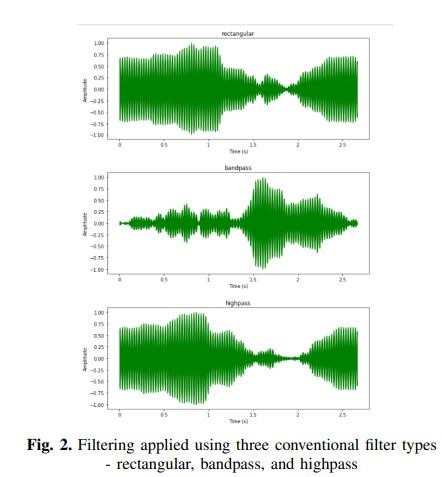 rectangular
1.00
0.75
0.50
0.25
0.00
-0.25
-0.50
-0.75
-1.00
Amplitude
0 0.5 1 1.5 2 2.5
Time (s)
bandpass
1.00
0.75
0.50
0.25
0.00
-0.25
-0.50
-0.75
-1.00
Amplitude
0 0.5 1 1.5 2 2.5
Time (s)
highpass
1.00
0.75
0.50
0.25
0.00
-0.25
-0.50
-0.75
-1.00
Amplitude
0 0.5 1 1.5 2 2.5
Time (s)
Fig. 2. Filtering applied using three conventional filter types
- rectangular, bandpass, and highpass